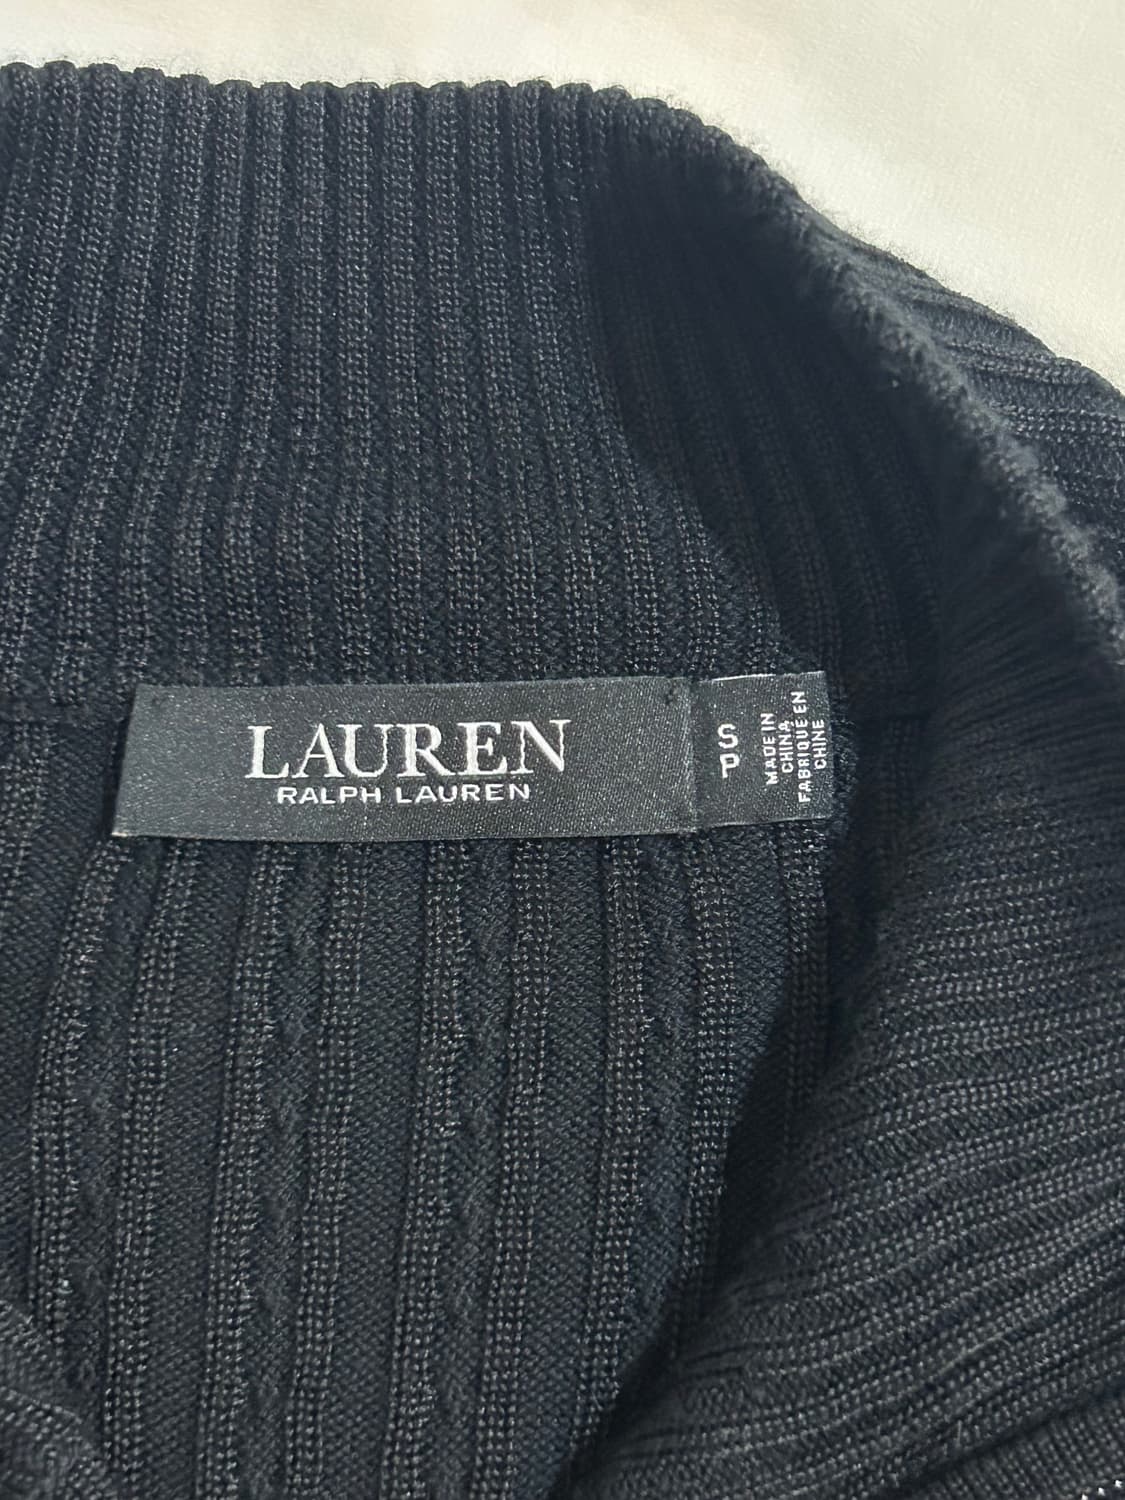 LAUREN
RALPH LAUREN
S
P
MADE IN
CHINA
FABRIQUÉ EN
CHINE